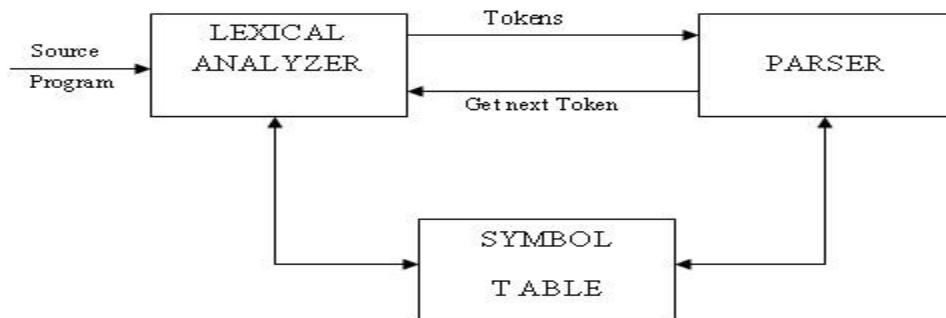 LEXICAL
ANALYZER
Source
Program
Tokens
Get next Token
PARSER
SYMBOL
TABLE